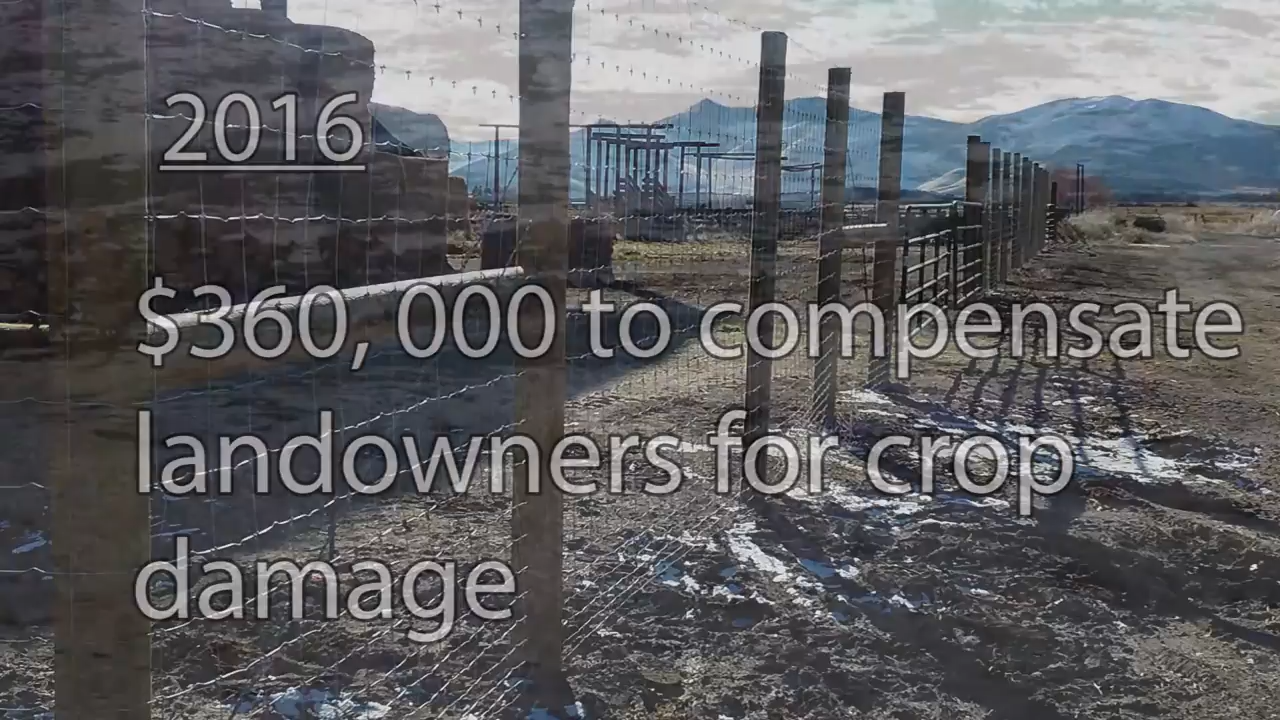 2016
$360, 000 to compensate
landowners for crop
damage